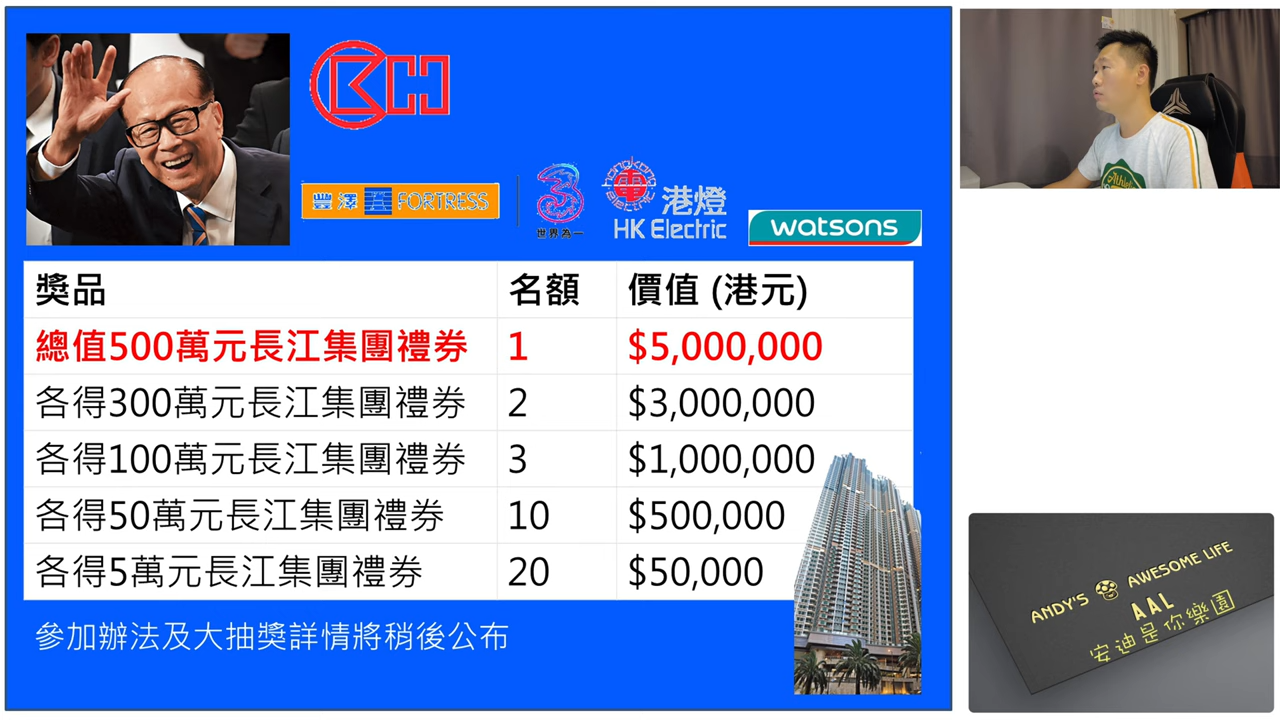 CKH
豐澤 FORTRESS
3
世界為一
hongkong electric
電
港燈
HK Electric
watsons
獎品 名額 價值 (港元)
總值500萬元長江集團禮券 1 $5,000,000
各得300萬元長江集團禮券 2 $3,000,000
各得100萬元長江集團禮券 3 $1,000,000
各得50萬元長江集團禮券 10 $500,000
各得5萬元長江集團禮券 20 $50,000
參加辦法及大抽獎詳情將稍後公布
ANDY'S AWESOME LIFE
AAL
安迪是你樂園